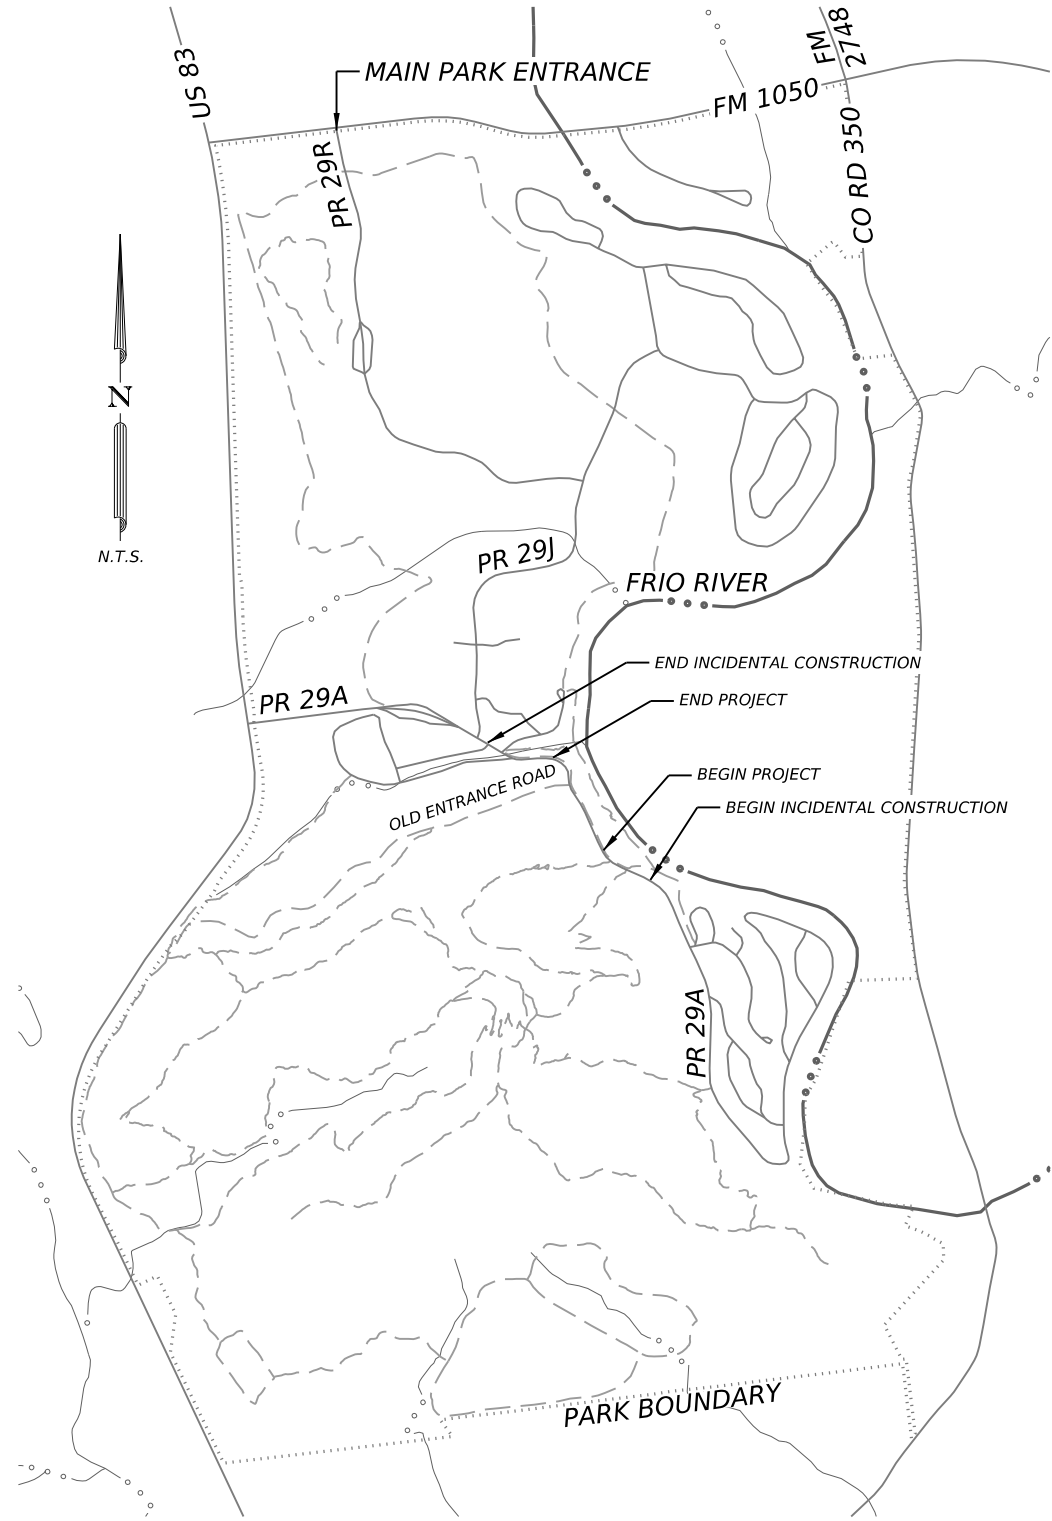 US 83
FM
2748
MAIN PARK ENTRANCE
FM 1050
CO RD 350
PR 29R
N
N.T.S.
PR 29J
FRIO RIVER
END INCIDENTAL CONSTRUCTION
PR 29A
END PROJECT
BEGIN PROJECT
OLD ENTRANCE ROAD
BEGIN INCIDENTAL CONSTRUCTION
PR 29A
PARK BOUNDARY